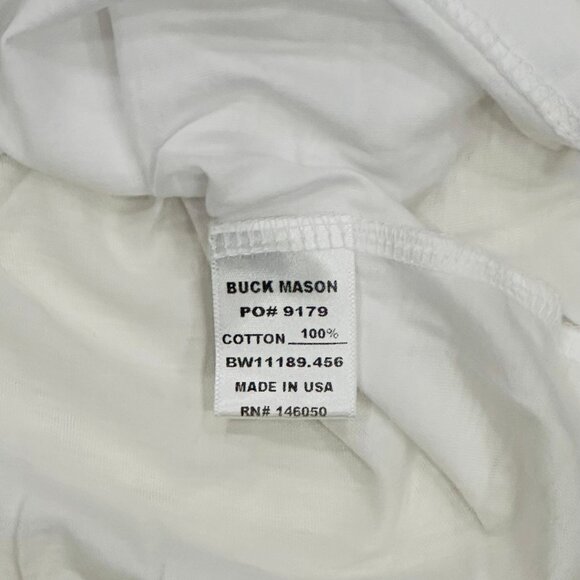 BUCK MASON
PO# 9179
COTTON 100%
BW11189.456
MADE IN USA
RN# 146050